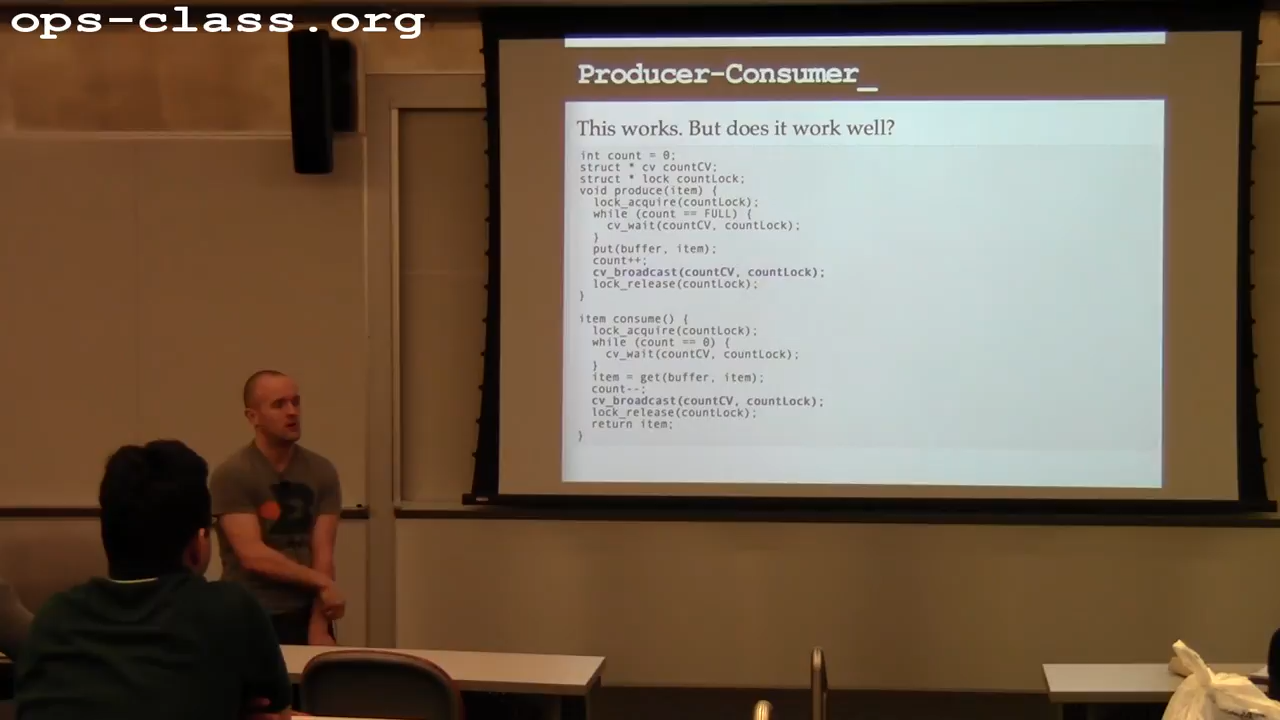 ops-class.org
Producer-Consumer_
This works. But does it work well?
int count = 0;
struct * cv countCV;
struct * lock countLock;
void produce(item) {
  lock_acquire(countLock);
  while (count == FULL) {
    cv_wait(countCV, countLock);
  }
  put(buffer, item);
  count++;
  cv_broadcast(countCV, countLock);
  lock_release(countLock);
}
item consume() {
  lock_acquire(countLock);
  while (count == 0) {
    cv_wait(countCV, countLock);
  }
  item = get(buffer, item);
  count--;
  cv_broadcast(countCV, countLock);
  lock_release(countLock);
  return item;
}